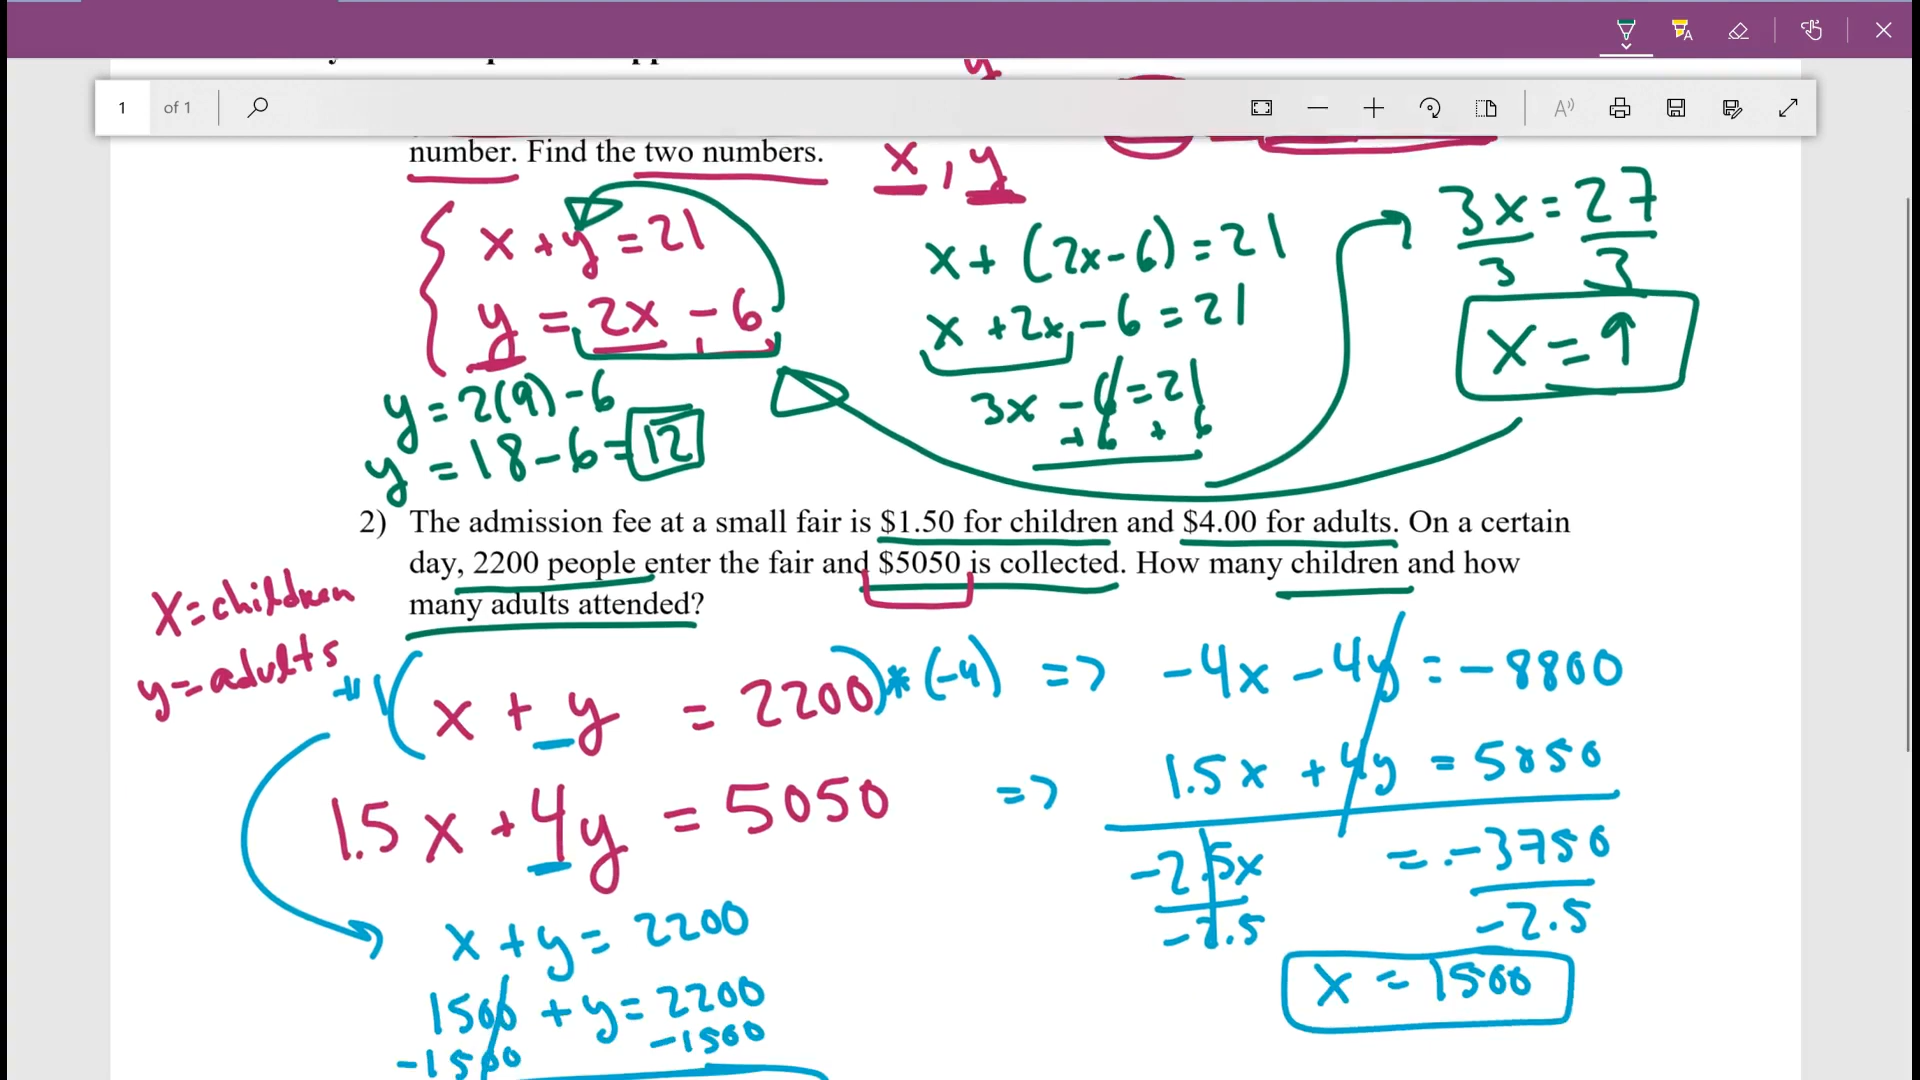 1 of 1
number. Find the two numbers. x , y
x + y = 21
y = 2x - 6
y = 2(9) - 6
y = 18 - 6 = 12
x + (2x - 6) = 21
x + 2x - 6 = 21
3x - 6 = 21
+ 6 + 6
3x = 27
3 3
x = 9
2) The admission fee at a small fair is $1.50 for children and $4.00 for adults. On a certain
day, 2200 people enter the fair and $5050 is collected. How many children and how
many adults attended?
X = children
y = adults
( x + y = 2200 ) * (-4) => -4x - 4y = -8800
1.5x + 4y = 5050 => 1.5x + 4y = 5050
-2.5x = -3750
-2.5 -2.5
x = 1500
x + y = 2200
1500 + y = 2200
-1500 -1500